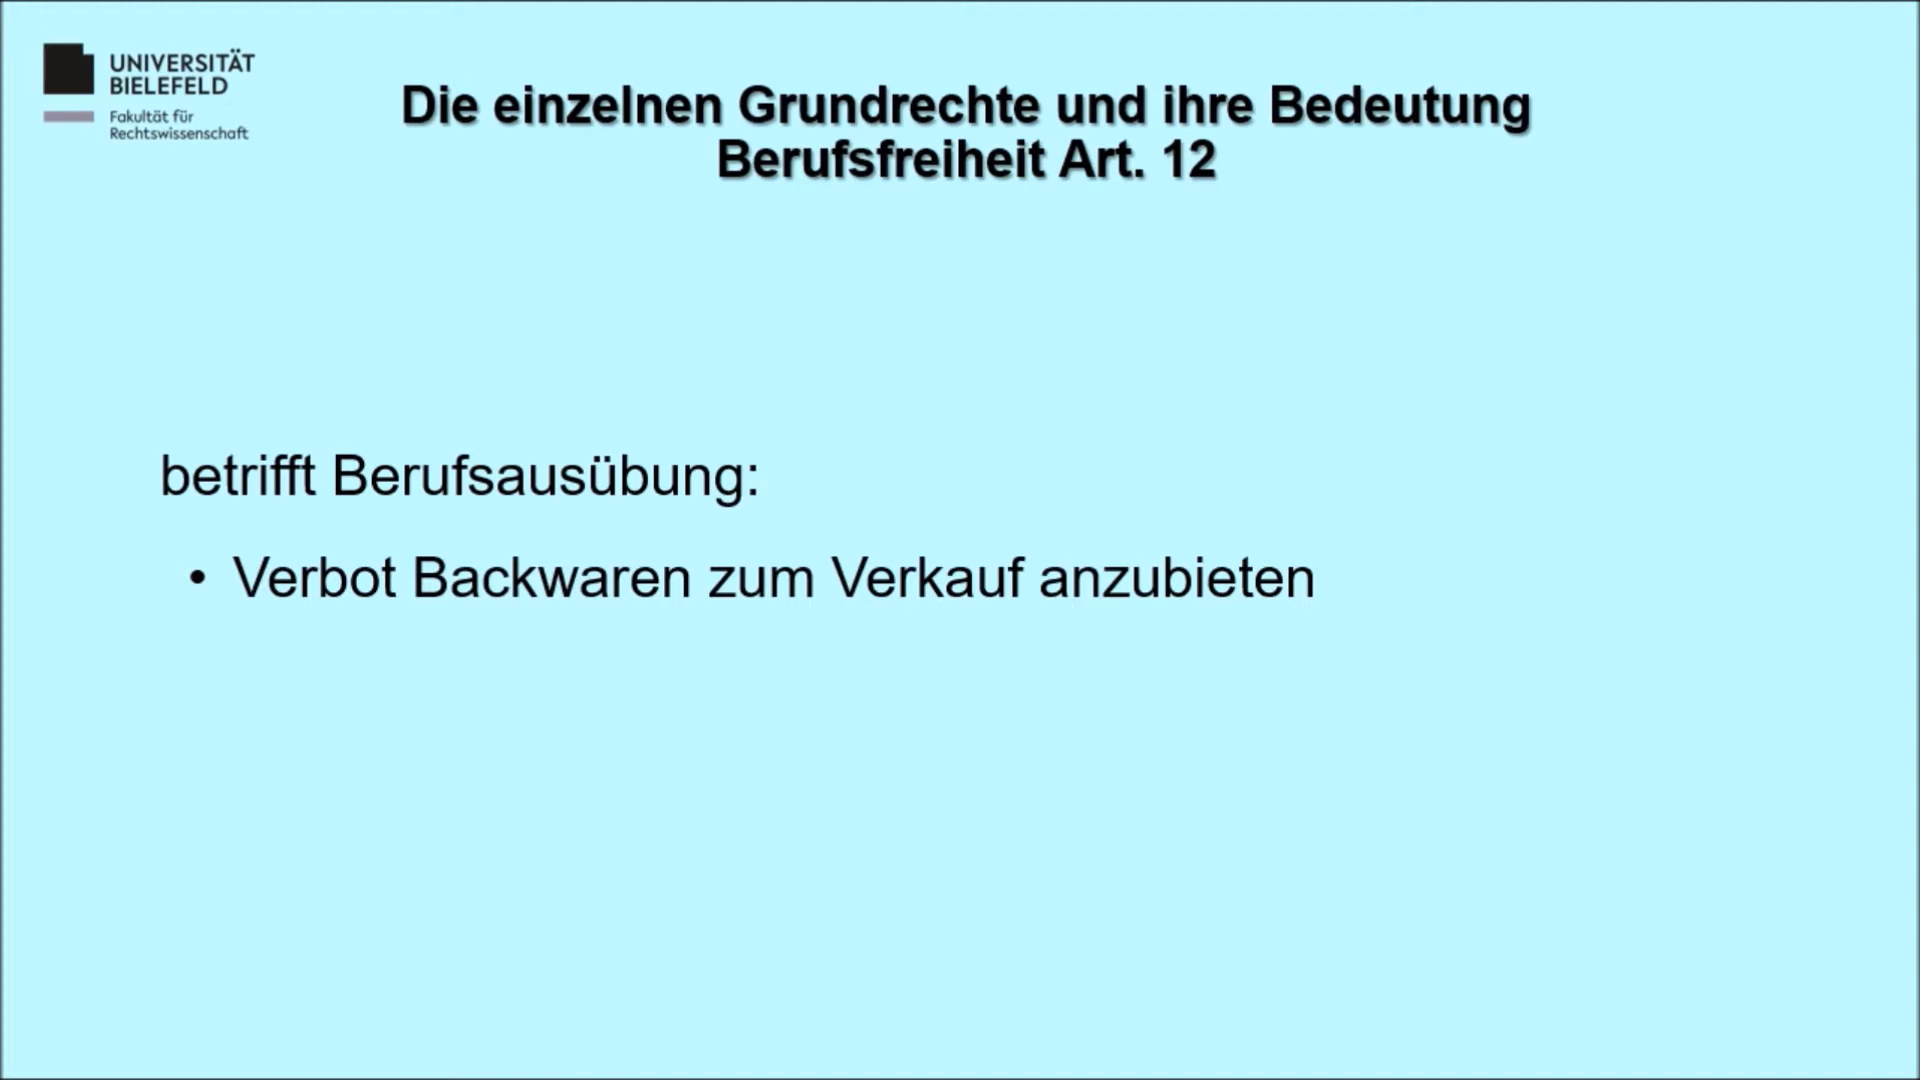 UNIVERSITÄT
BIELEFELD
Fakultät für
Rechtswissenschaft
Die einzelnen Grundrechte und ihre Bedeutung
Berufsfreiheit Art. 12
betrifft Berufsausübung:
• Verbot Backwaren zum Verkauf anzubieten